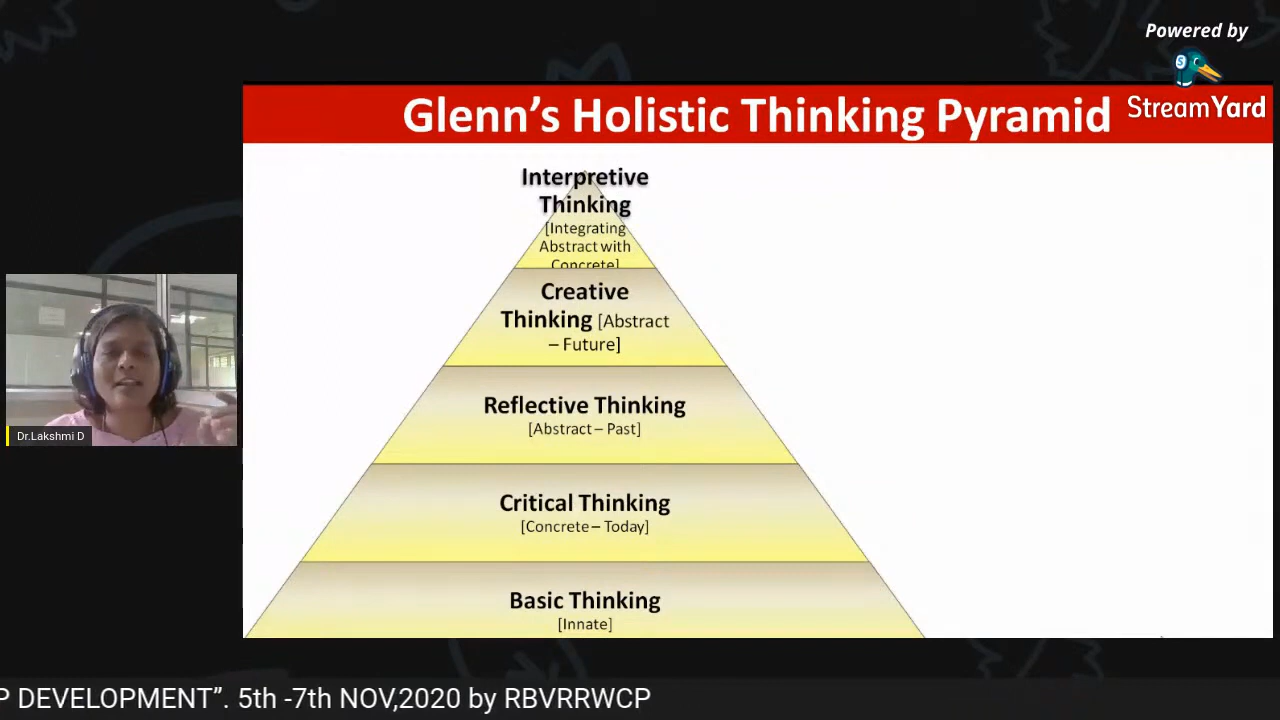 Powered by
StreamYard
Glenn's Holistic Thinking Pyramid
Interpretive
Thinking
[Integrating
Abstract with
Concrete]
Creative
Thinking [Abstract
– Future]
Reflective Thinking
[Abstract – Past]
Critical Thinking
[Concrete – Today]
Basic Thinking
[Innate]
Dr.Lakshmi D
P DEVELOPMENT”. 5th -7th NOV,2020 by RBVRRWCP